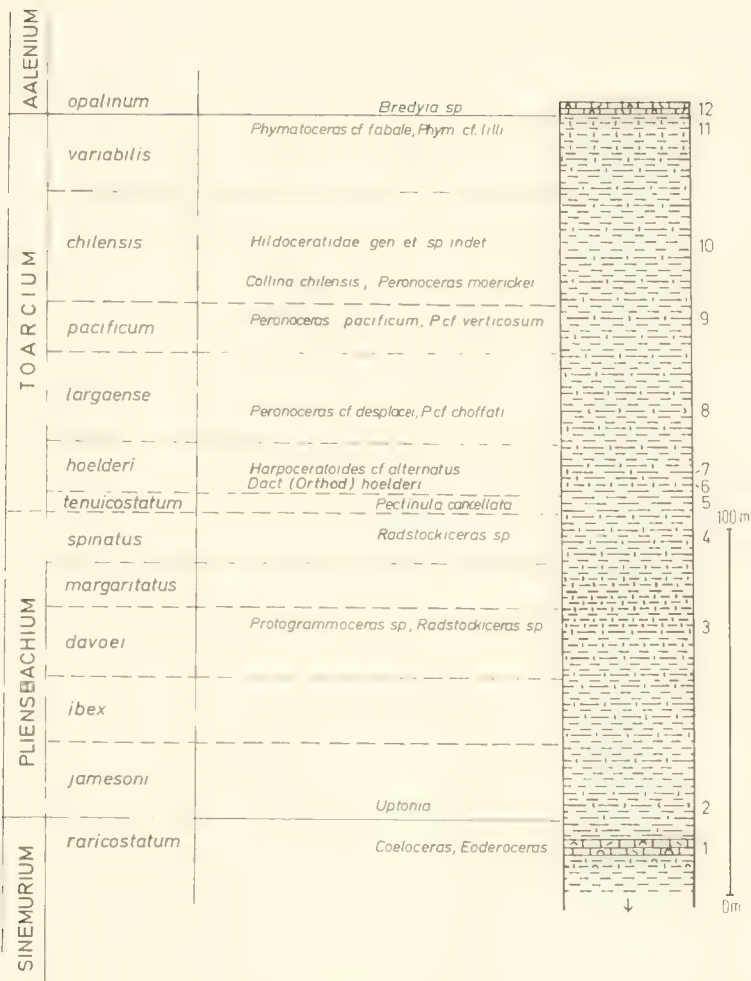 AALENIUM
opalinum
Bredyia sp
12
TOARCIUM
variabilis
Phymatoceras cf fabale, Phym cf. lilli
11
chilensis
Hildoceratidae gen et sp indet
10
Collina chilensis, Peronoceras moerickei
pacificum
Peronoceras pacificum, P cf verticosum
9
largaense
Peronoceras cf desplacei, P cf choffati
8
hoelderi
Harpoceratoides cf alternatus
7
Dact (Orthod) hoelderi
6
tenuicostatum
Pectinula cancellata
5
100 m
PLIENSBACHIUM
spinatus
Radstockiceras sp
4
margaritatus
davoei
Protogrammoceras sp, Radstockiceras sp
3
ibex
jamesoni
Uptonia
2
SINEMURIUM
raricostatum
Coeloceras, Eoderoceras
1
0m